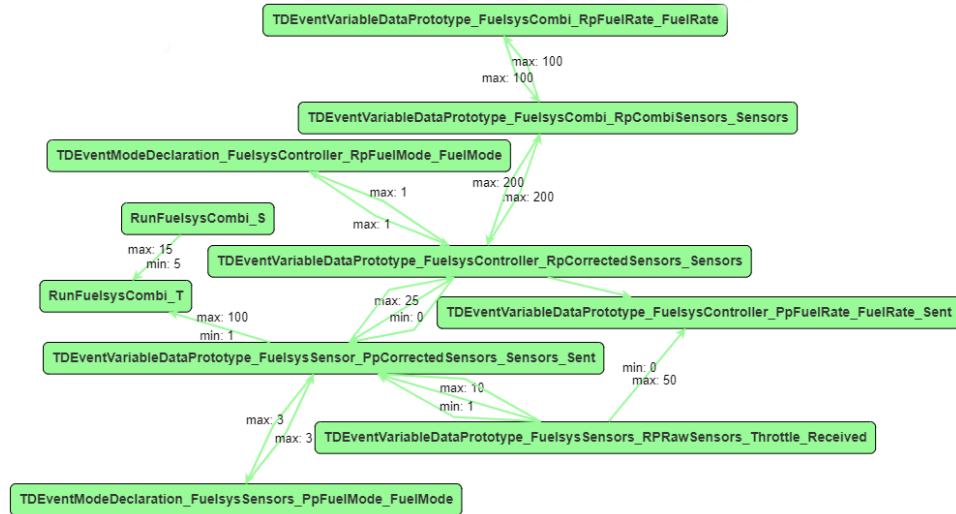 TDEventVariableDataPrototype_FuelsysCombi_RpFuelRate_FuelRate
max: 100
max: 100
TDEventVariableDataPrototype_FuelsysCombi_RpCombiSensors_Sensors
TDEventModeDeclaration_FuelsysController_RpFuelMode_FuelMode
max: 200
max: 1
max: 200
RunFuelsysCombi_S
max: 1
max: 15
min: 5
TDEventVariableDataPrototype_FuelsysController_RpCorrectedSensors_Sensors
RunFuelsysCombi_T
max: 25
TDEventVariableDataPrototype_FuelsysController_PpFuelRate_FuelRate_Sent
max: 100
min: 0
min: 1
TDEventVariableDataPrototype_FuelsysSensor_PpCorrectedSensors_Sensors_Sent
min: 0
max: 50
max: 10
min: 1
max: 3
max: 3
TDEventVariableDataPrototype_FuelsysSensors_RPRawSensors_Throttle_Received
TDEventModeDeclaration_FuelsysSensors_PpFuelMode_FuelMode